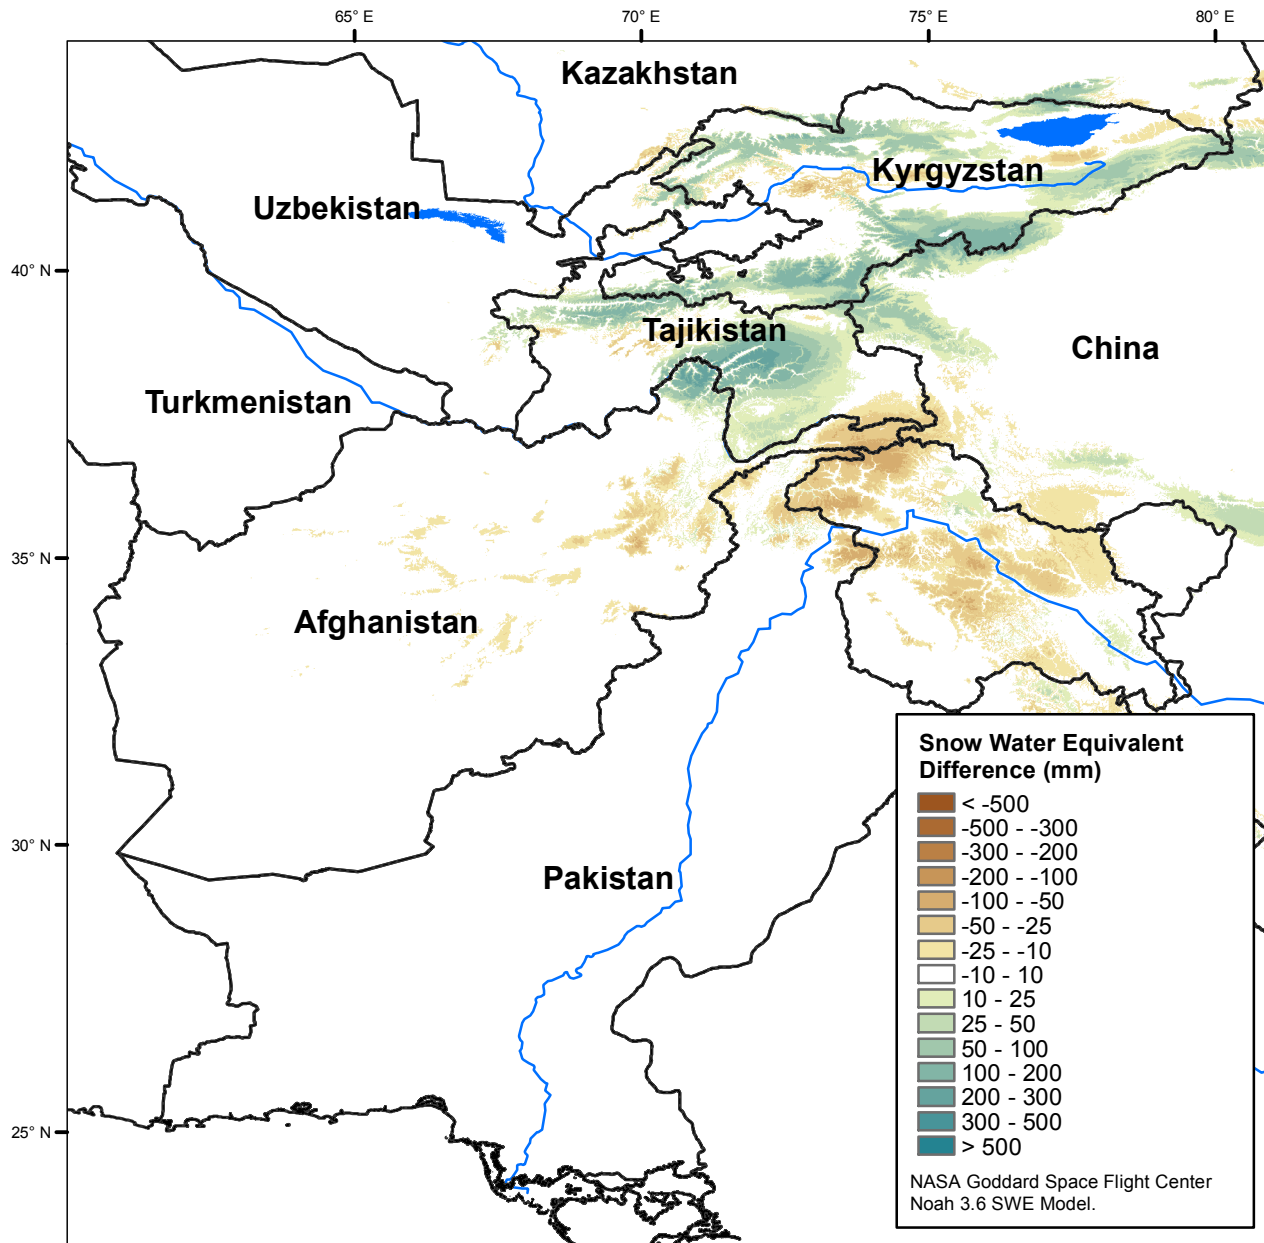 65° E
70° E
75° E
80° E
Kazakhstan
Kyrgyzstan
Uzbekistan
40° N
Tajikistan
China
Turkmenistan
35° N
Afghanistan
30° N
Pakistan
25° N
Snow Water Equivalent
Difference (mm)
< -500
-500 - -300
-300 - -200
-200 - -100
-100 - -50
-50 - -25
-25 - -10
-10 - 10
10 - 25
25 - 50
50 - 100
100 - 200
200 - 300
300 - 500
> 500
NASA Goddard Space Flight Center
Noah 3.6 SWE Model.